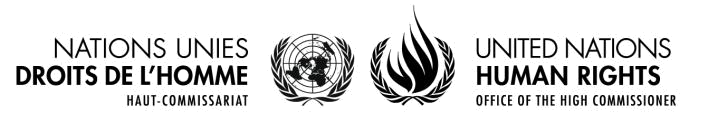 NATIONS UNIES
DROITS DE L'HOMME
HAUT-COMMISSARIAT
UNITED NATIONS
HUMAN RIGHTS
OFFICE OF THE HIGH COMMISSIONER